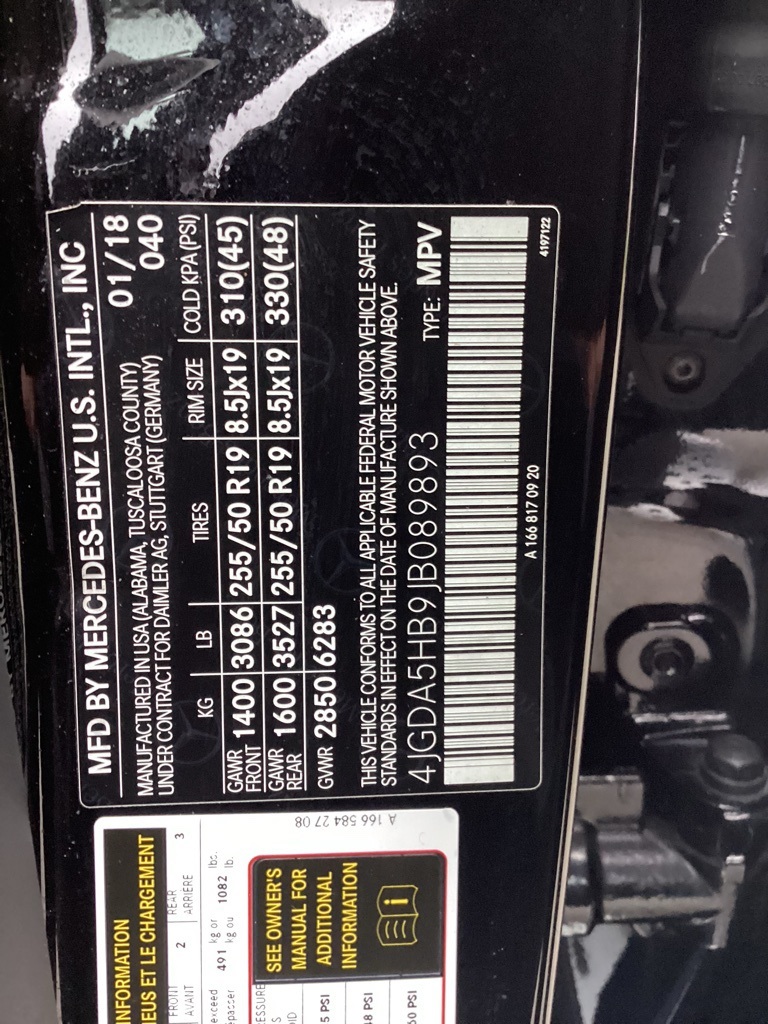 MFD BY MERCEDES-BENZ U.S. INTL., INC
MANUFACTURED IN USA (ALABAMA, TUSCALOOSA COUNTY) 01/18
UNDER CONTRACT FOR DAIMLER AG, STUTTGART (GERMANY) 040
KG LB TIRES RIM SIZE COLD KPA (PSI)
GAWR FRONT 1400 3086 255/50 R19 8.5Jx19 310(45)
GAWR REAR 1600 3527 255/50 R19 8.5Jx19 330(48)
GVWR 2850 6283
THIS VEHICLE CONFORMS TO ALL APPLICABLE FEDERAL MOTOR VEHICLE SAFETY
STANDARDS IN EFFECT ON THE DATE OF MANUFACTURE SHOWN ABOVE.
4JGDA5HB9JB089893 TYPE: MPV
A 166 817 09 20
4197122
INFORMATION
ET LE CHARGEMENT
FRONT 2 REAR 3
AVANT ARRIÈRE
exceed 491 kg or 1082 lbs.
kg ou lb.
SEE OWNER'S
MANUAL FOR
ADDITIONAL
INFORMATION
PSI
PSI
PSI
A 166 584 27 08